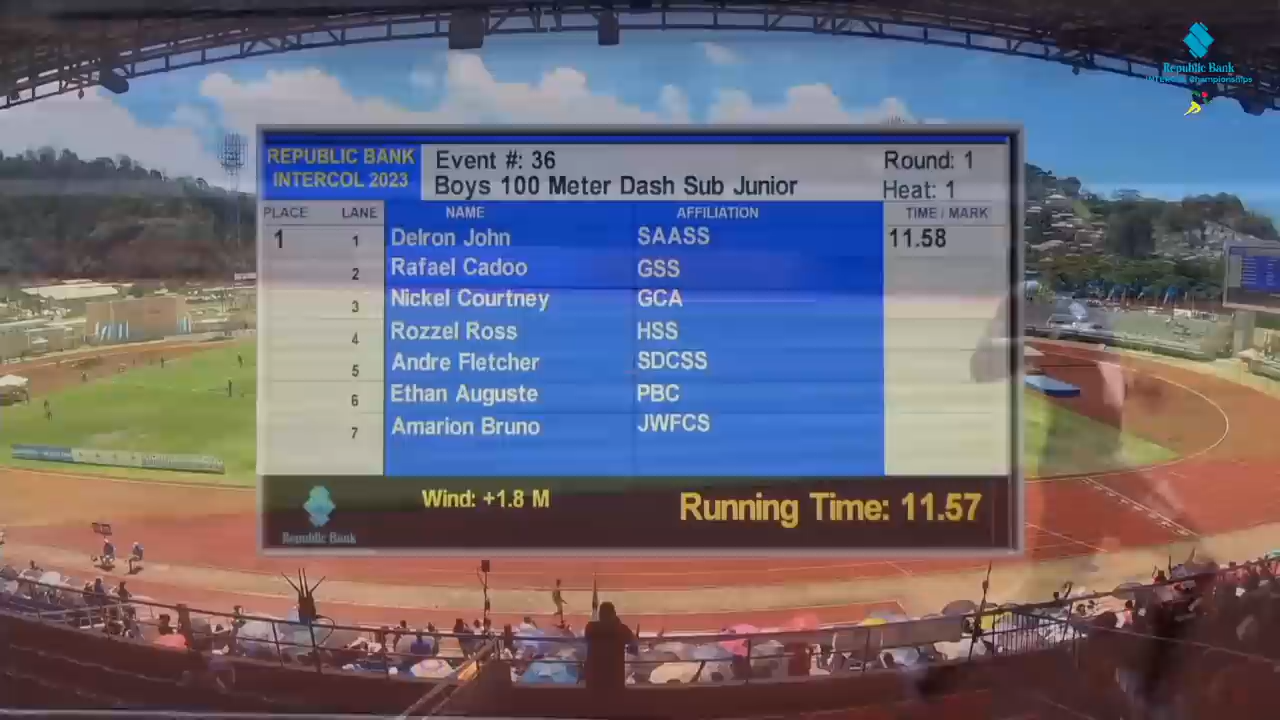 Republic Bank
INTERCOL Championships
REPUBLIC BANK
INTERCOL 2023
Event #: 36
Boys 100 Meter Dash Sub Junior
Round: 1
Heat: 1
PLACE LANE NAME AFFILIATION TIME / MARK
1 1 Delron John SAASS 11.58
2 Rafael Cadoo GSS
3 Nickel Courtney GCA
4 Rozzel Ross HSS
5 Andre Fletcher SDCSS
6 Ethan Auguste PBC
7 Amarion Bruno JWFCS
Republic Bank
Wind: +1.8 M
Running Time: 11.57